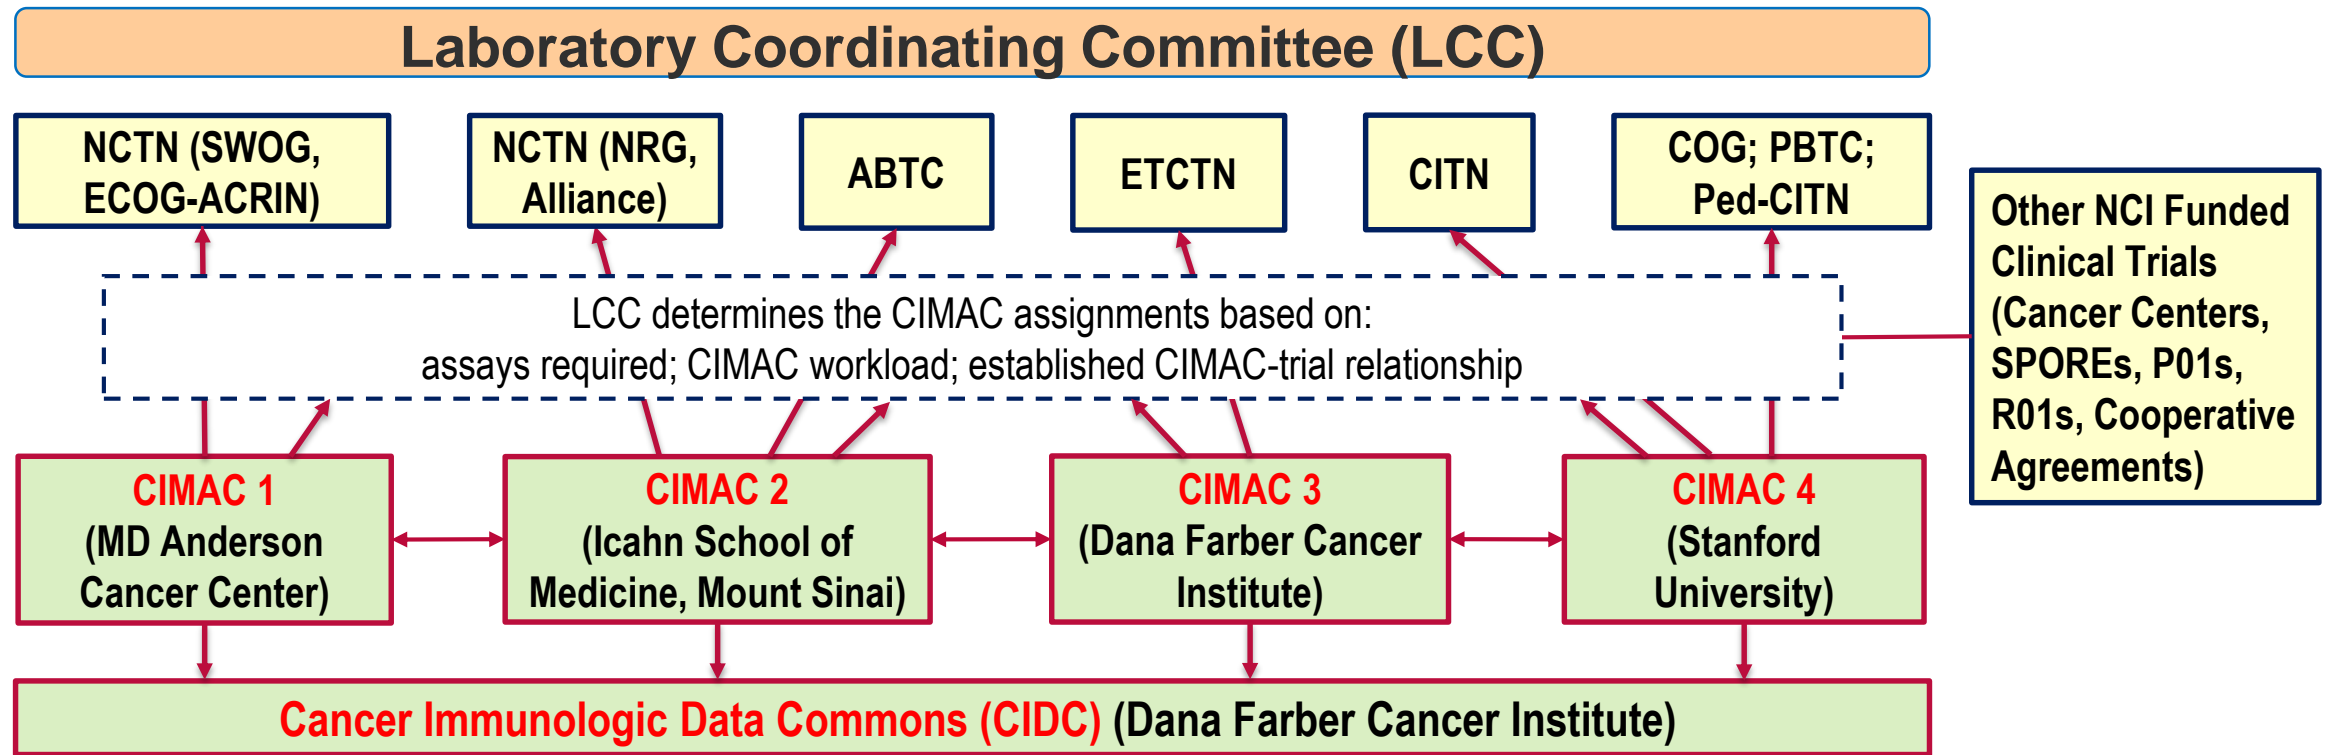 Laboratory Coordinating Committee (LCC)
NCTN (SWOG,
ECOG-ACRIN)
NCTN (NRG,
Alliance)
ABTC
ETCTN
CITN
COG; PBTC;
Ped-CITN
Other NCI Funded
Clinical Trials
(Cancer Centers,
SPOREs, P01s,
R01s, Cooperative
Agreements)
LCC determines the CIMAC assignments based on:
assays required; CIMAC workload; established CIMAC-trial relationship
CIMAC 1
(MD Anderson
Cancer Center)
CIMAC 2
(Icahn School of
Medicine, Mount Sinai)
CIMAC 3
(Dana Farber Cancer
Institute)
CIMAC 4
(Stanford
University)
Cancer Immunologic Data Commons (CIDC) (Dana Farber Cancer Institute)